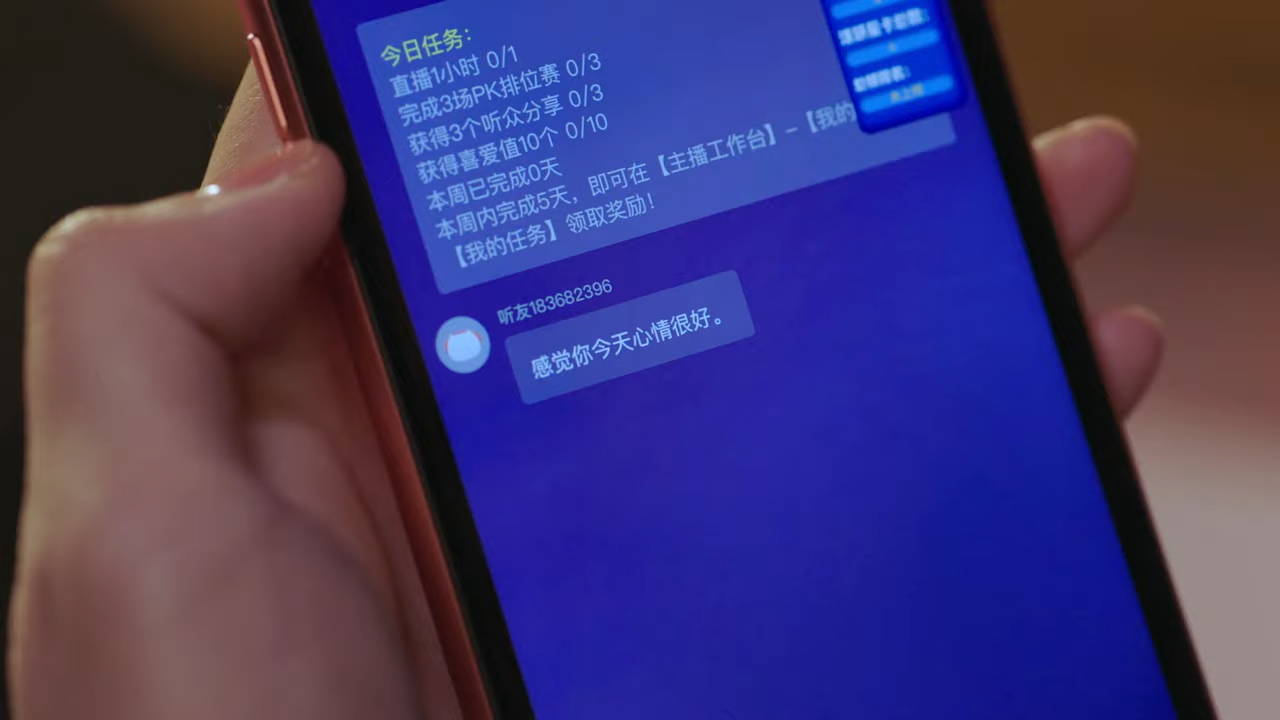 今日任务：
直播1小时 0/1
完成3场PK排位赛 0/3
获得3个听众分享 0/3
获得喜爱值10个 0/10
本周已完成0天
本周内完成5天，即可在【主播工作台】-【我的
【我的任务】领取奖励！
听友183682396
感觉你今天心情很好。